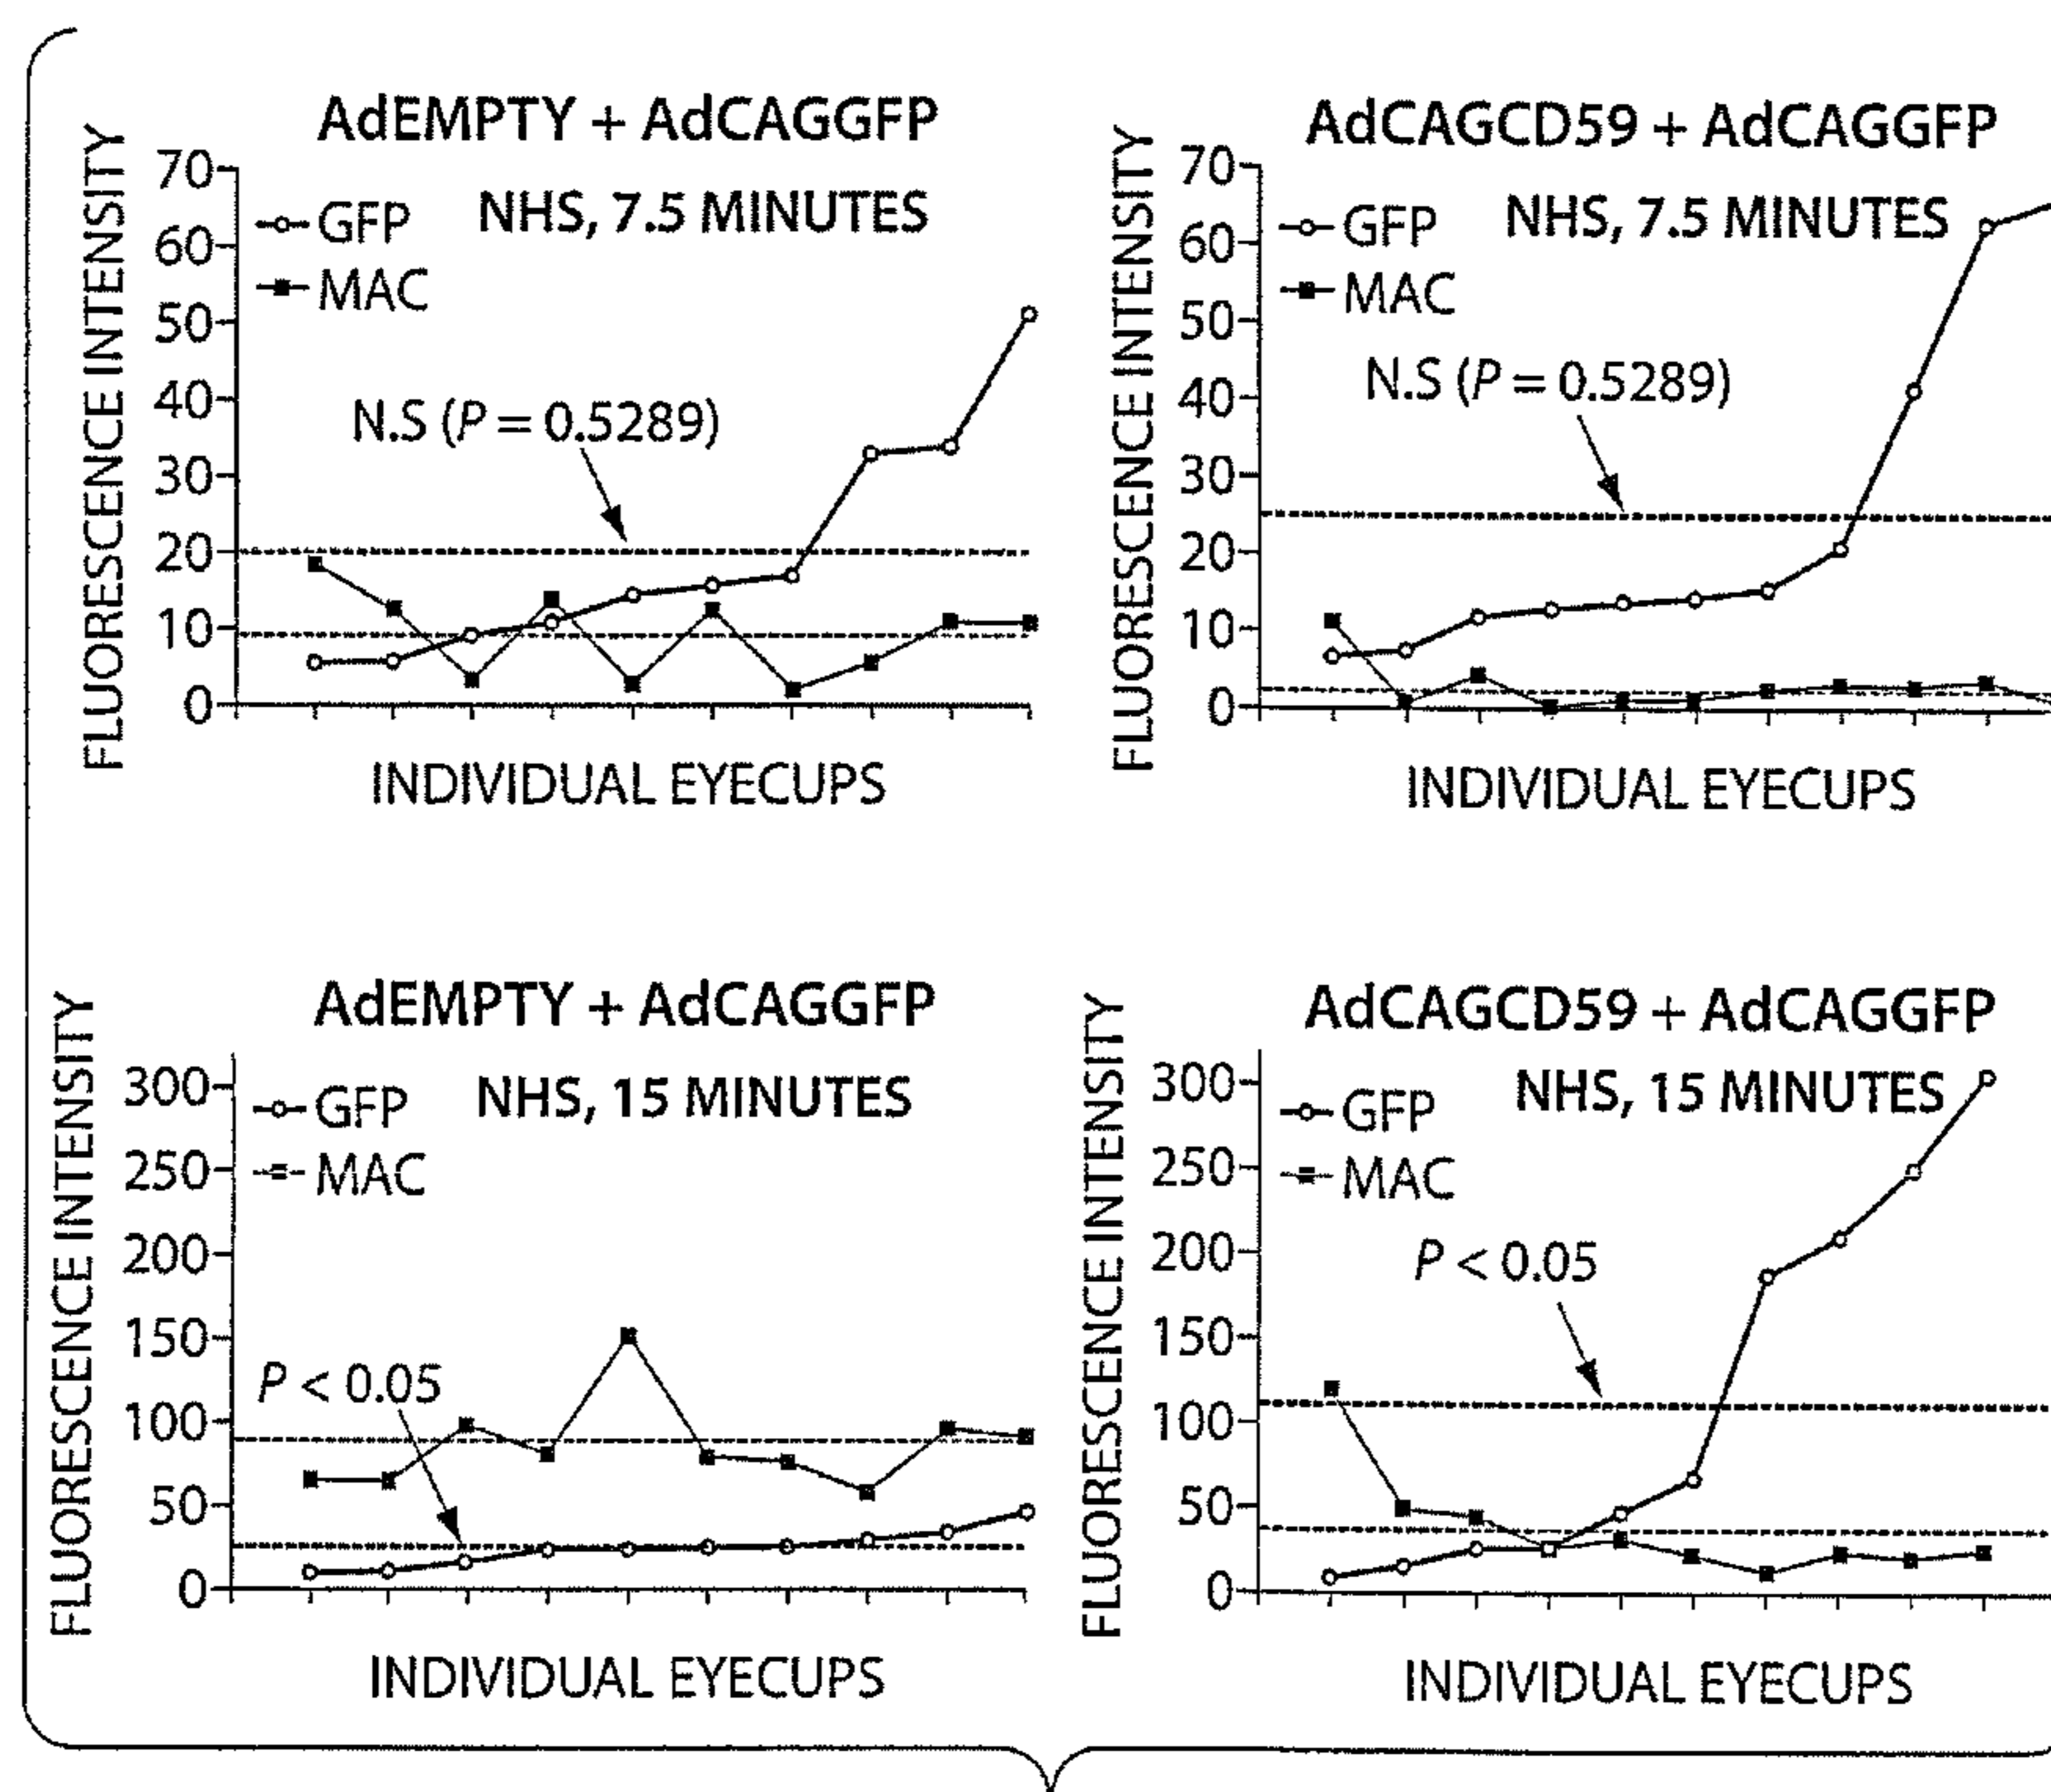 AdEMPTY + AdCAGGFP
NHS, 7.5 MINUTES
GFP
MAC
N.S (P = 0.5289)
FLUORESCENCE INTENSITY
70
60
50
40
30
20
10
0
INDIVIDUAL EYECUPS
AdCAGCD59 + AdCAGGFP
NHS, 7.5 MINUTES
GFP
MAC
N.S (P = 0.5289)
FLUORESCENCE INTENSITY
70
60
50
40
30
20
10
0
INDIVIDUAL EYECUPS
AdEMPTY + AdCAGGFP
NHS, 15 MINUTES
GFP
MAC
P < 0.05
FLUORESCENCE INTENSITY
300
250
200
150
100
50
0
INDIVIDUAL EYECUPS
AdCAGCD59 + AdCAGGFP
NHS, 15 MINUTES
GFP
MAC
P < 0.05
FLUORESCENCE INTENSITY
300
250
200
150
100
50
0
INDIVIDUAL EYECUPS